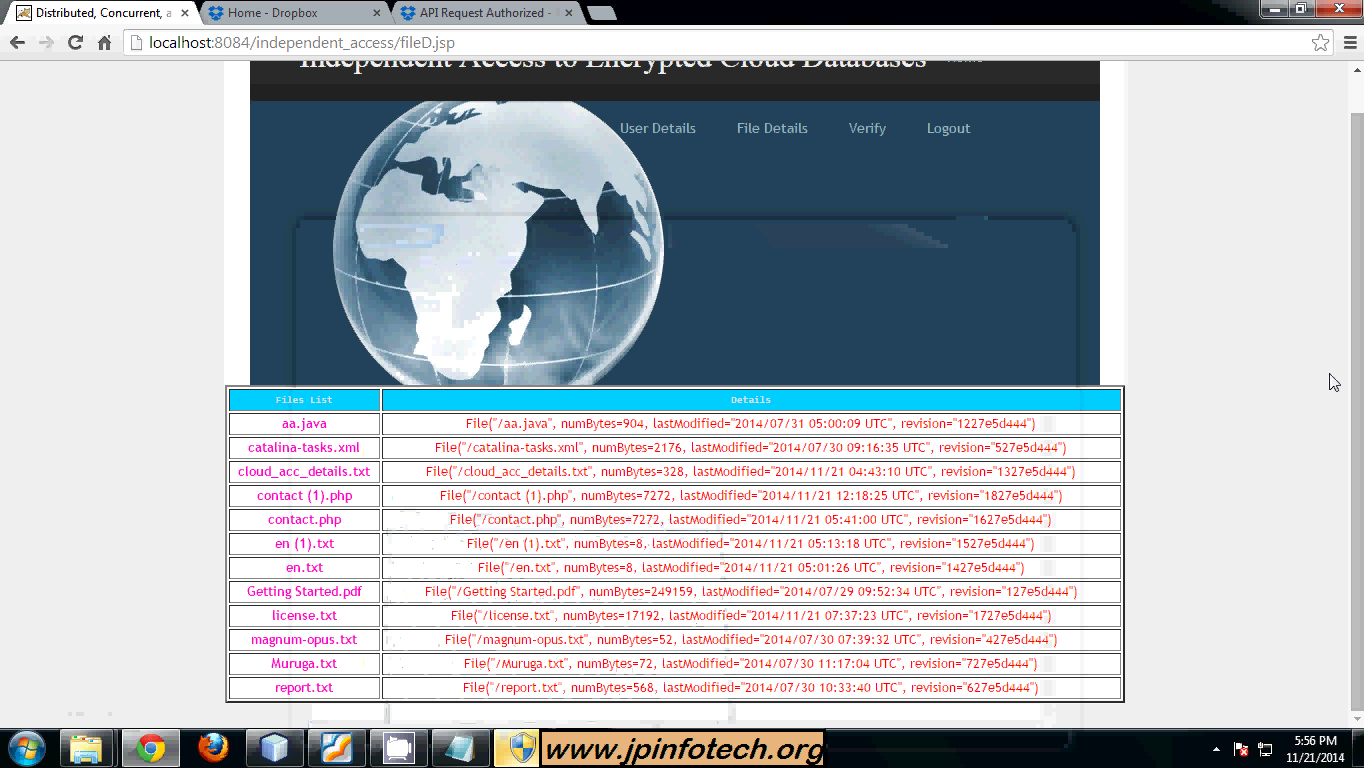 Distributed, Concurrent, a
Home - Dropbox
API Request Authorized -
localhost:8084/independent_access/fileD.jsp
Independent Access to Encrypted Cloud Databases
User Details File Details Verify Logout
Files List Details
aa.java File("/aa.java", numBytes=904, lastModified="2014/07/31 05:00:09 UTC", revision="1227e5d444")
catalina-tasks.xml File("/catalina-tasks.xml", numBytes=2176, lastModified="2014/07/30 09:16:35 UTC", revision="527e5d444")
cloud_acc_details.txt File("/cloud_acc_details.txt", numBytes=328, lastModified="2014/11/21 04:43:10 UTC", revision="1327e5d444")
contact (1).php File("/contact (1).php", numBytes=7272, lastModified="2014/11/21 12:18:25 UTC", revision="1827e5d444")
contact.php File("/contact.php", numBytes=7272, lastModified="2014/11/21 05:41:00 UTC", revision="1627e5d444")
en (1).txt File("/en (1).txt", numBytes=8, lastModified="2014/11/21 05:13:18 UTC", revision="1527e5d444")
en.txt File("/en.txt", numBytes=8, lastModified="2014/11/21 05:01:26 UTC", revision="1427e5d444")
Getting Started.pdf File("/Getting Started.pdf", numBytes=249159, lastModified="2014/07/29 09:52:34 UTC", revision="127e5d444")
license.txt File("/license.txt", numBytes=17192, lastModified="2014/11/21 07:37:23 UTC", revision="1727e5d444")
magnum-opus.txt File("/magnum-opus.txt", numBytes=52, lastModified="2014/07/30 07:39:32 UTC", revision="427e5d444")
Muruga.txt File("/Muruga.txt", numBytes=72, lastModified="2014/07/30 11:17:04 UTC", revision="727e5d444")
report.txt File("/report.txt", numBytes=568, lastModified="2014/07/30 10:33:40 UTC", revision="627e5d444")
www.jpinfotech.org
5:56 PM
11/21/2014